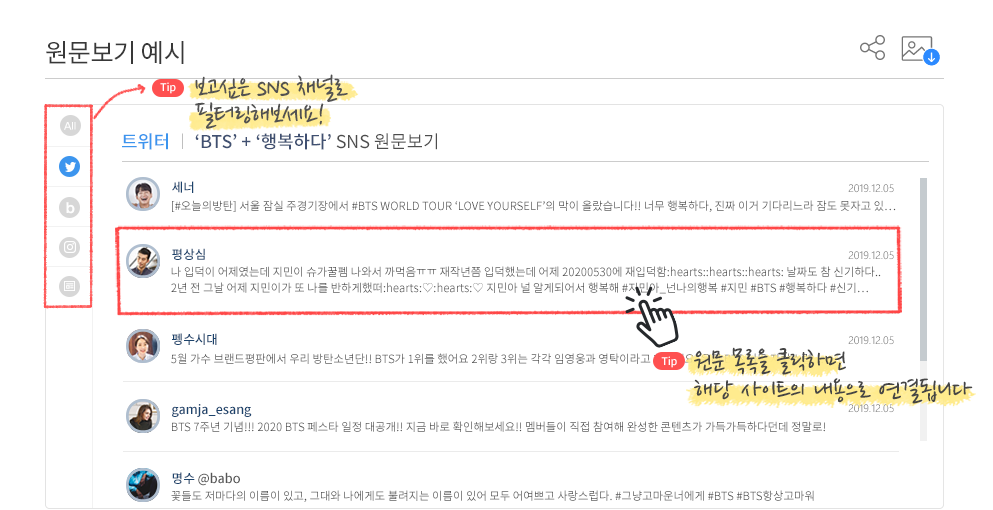 원문보기 예시
Tip 보고싶은 SNS 채널로
필터링해보세요!
All
트위터 | ‘BTS’ + ‘행복하다’ SNS 원문보기
세너
2019.12.05
[#오늘의방탄] 서울 잠실 주경기장에서 #BTS WORLD TOUR ‘LOVE YOURSELF’의 막이 올랐습니다!! 너무 행복하다, 진짜 이거 기다리느라 잠도 못자고 있...
평상심
2019.12.05
나 입덕이 어제였는데 지민이 슈가꿀렘 나와서 까먹음ㅠㅠ 재작년쯤 입덕했는데 어제 20200530에 재입덕함:hearts::hearts::hearts: 날짜도 참 신기하다..
2년 전 그날 어제 지민이가 또 나를 반하게했떠:hearts:♡:hearts:♡ 지민아 널 알게되어서 행복해 #지민아_넌나의행복 #지민 #BTS #행복하다 #신기...
펭수시대
2019.12.05
5월 가수 브랜드평판에서 우리 방탄소년단!! BTS가 1위를 했어요 2위랑 3위는 각각 임영웅과 영탁이라고
Tip 원문 목록을 클릭하면
해당 사이트의 내용으로 연결됩니다
gamja_esang
2019.12.05
BTS 7주년 기념!!! 2020 BTS 페스타 일정 대공개!! 지금 바로 확인해보세요!! 멤버들이 직접 참여해 완성한 콘텐츠가 가득가득하다던데 정말로!
명수 @babo
꽃들도 저마다의 이름이 있고, 그대와 나에게도 불려지는 이름이 있어 모두 어여쁘고 사랑스럽다. #그냥고마운너에게 #BTS #BTS항상고마워